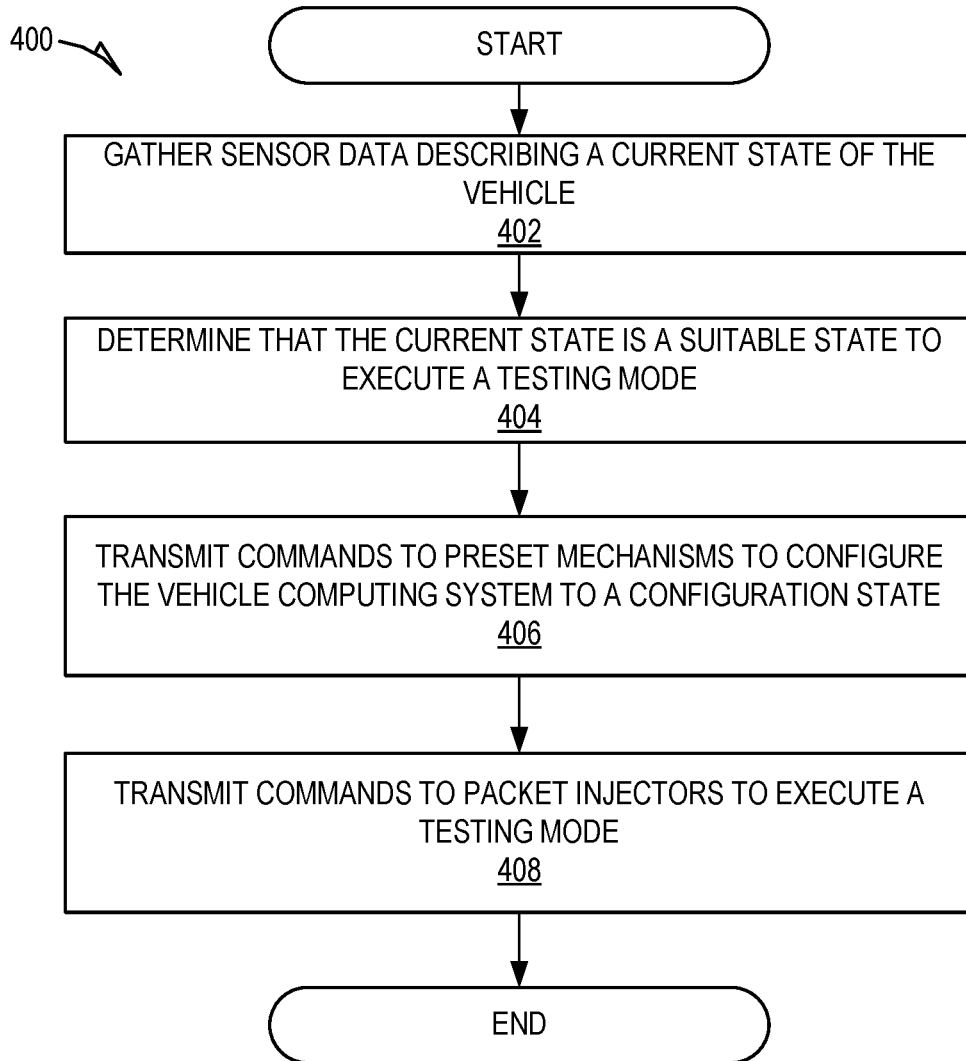 400
START
GATHER SENSOR DATA DESCRIBING A CURRENT STATE OF THE
VEHICLE
402
DETERMINE THAT THE CURRENT STATE IS A SUITABLE STATE TO
EXECUTE A TESTING MODE
404
TRANSMIT COMMANDS TO PRESET MECHANISMS TO CONFIGURE
THE VEHICLE COMPUTING SYSTEM TO A CONFIGURATION STATE
406
TRANSMIT COMMANDS TO PACKET INJECTORS TO EXECUTE A
TESTING MODE
408
END